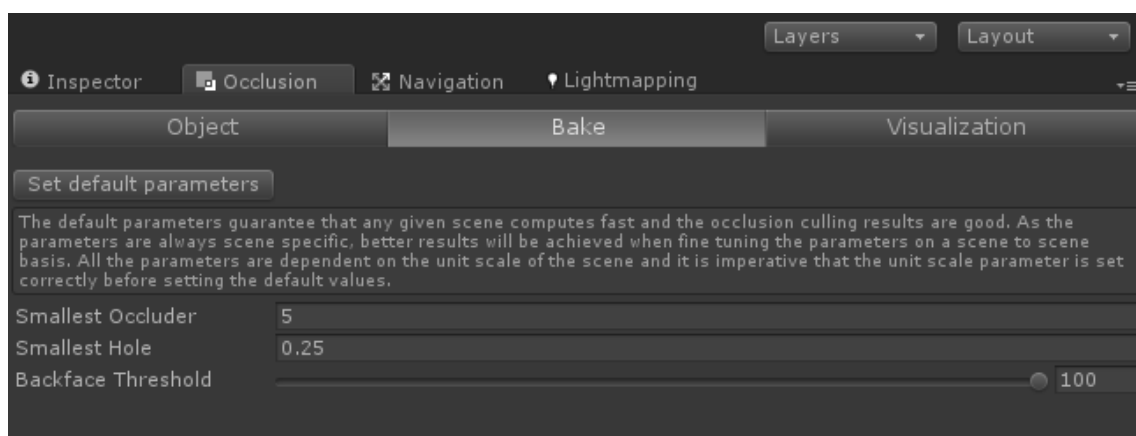 Layers Layout
Inspector Occlusion Navigation Lightmapping
Object Bake Visualization
Set default parameters
The default parameters guarantee that any given scene computes fast and the occlusion culling results are good. As the
parameters are always scene specific, better results will be achieved when fine tuning the parameters on a scene to scene
basis. All the parameters are dependent on the unit scale of the scene and it is imperative that the unit scale parameter is set
correctly before setting the default values.
Smallest Occluder 5
Smallest Hole 0.25
Backface Threshold 100